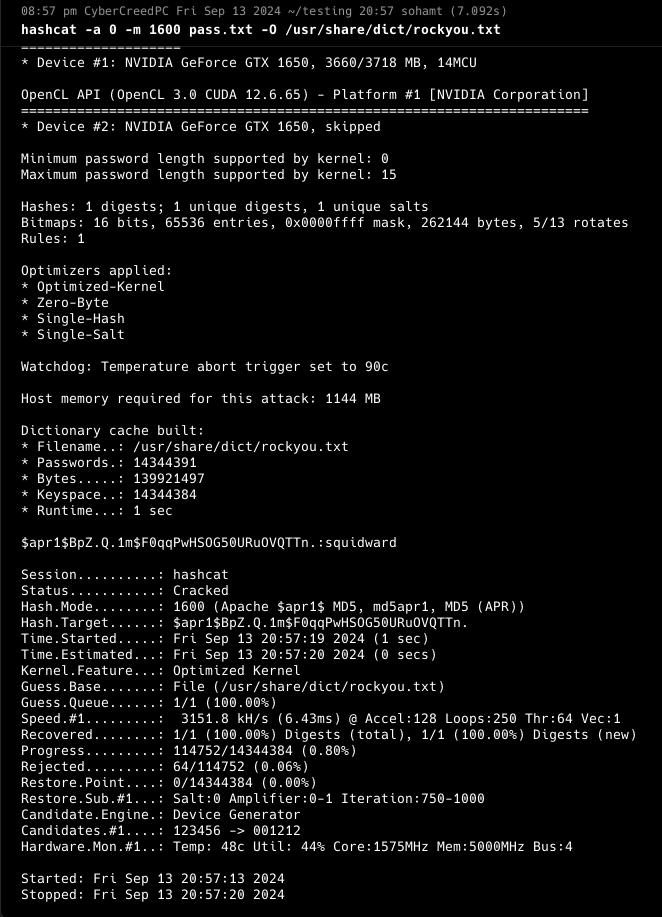 08:57 pm CyberCreedPC Fri Sep 13 2024 ~/testing 20:57 sohamt (7.092s)
hashcat -a 0 -m 1600 pass.txt -O /usr/share/dict/rockyou.txt
====================
* Device #1: NVIDIA GeForce GTX 1650, 3660/3718 MB, 14MCU
OpenCL API (OpenCL 3.0 CUDA 12.6.65) - Platform #1 [NVIDIA Corporation]
=======================================================================
* Device #2: NVIDIA GeForce GTX 1650, skipped
Minimum password length supported by kernel: 0
Maximum password length supported by kernel: 15
Hashes: 1 digests; 1 unique digests, 1 unique salts
Bitmaps: 16 bits, 65536 entries, 0x0000ffff mask, 262144 bytes, 5/13 rotates
Rules: 1
Optimizers applied:
* Optimized-Kernel
* Zero-Byte
* Single-Hash
* Single-Salt
Watchdog: Temperature abort trigger set to 90c
Host memory required for this attack: 1144 MB
Dictionary cache built:
* Filename..: /usr/share/dict/rockyou.txt
* Passwords.: 14344391
* Bytes.....: 139921497
* Keyspace..: 14344384
* Runtime...: 1 sec
$apr1$BpZ.Q.1m$F0qqPwHSOG50URuOVQTTn.:squidward
Session..........: hashcat
Status...........: Cracked
Hash.Mode........: 1600 (Apache $apr1$ MD5, md5apr1, MD5 (APR))
Hash.Target......: $apr1$BpZ.Q.1m$F0qqPwHSOG50URuOVQTTn.
Time.Started.....: Fri Sep 13 20:57:19 2024 (1 sec)
Time.Estimated...: Fri Sep 13 20:57:20 2024 (0 secs)
Kernel.Feature...: Optimized Kernel
Guess.Base.......: File (/usr/share/dict/rockyou.txt)
Guess.Queue......: 1/1 (100.00%)
Speed.#1.........:  3151.8 kH/s (6.43ms) @ Accel:128 Loops:250 Thr:64 Vec:1
Recovered........: 1/1 (100.00%) Digests (total), 1/1 (100.00%) Digests (new)
Progress.........: 114752/14344384 (0.80%)
Rejected.........: 64/114752 (0.06%)
Restore.Point....: 0/14344384 (0.00%)
Restore.Sub.#1...: Salt:0 Amplifier:0-1 Iteration:750-1000
Candidate.Engine.: Device Generator
Candidates.#1....: 123456 -> 001212
Hardware.Mon.#1..: Temp: 48c Util: 44% Core:1575MHz Mem:5000MHz Bus:4
Started: Fri Sep 13 20:57:13 2024
Stopped: Fri Sep 13 20:57:20 2024